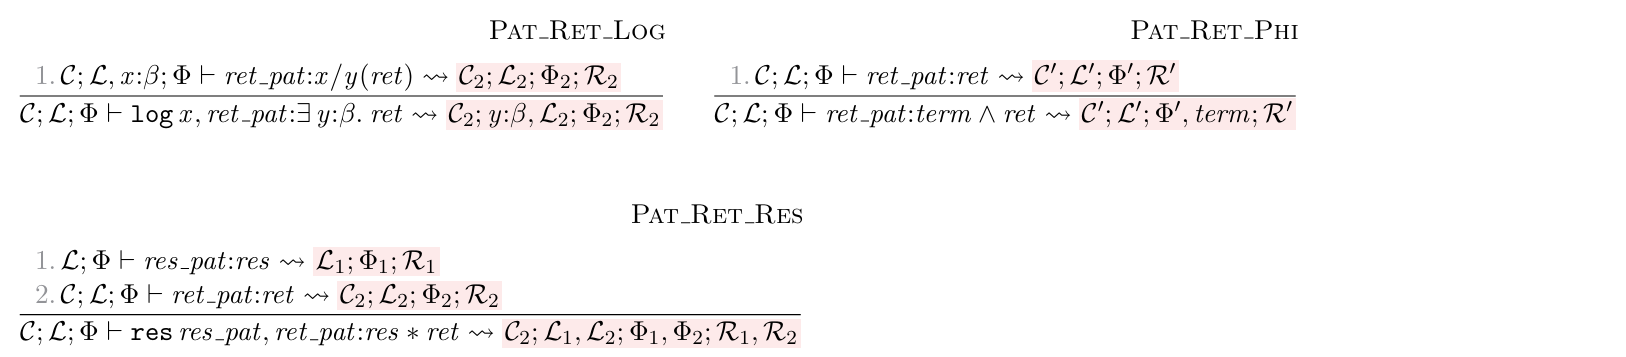 PAT_RET_LOG
1. 𝒞; ℒ, x:β; Φ ⊢ ret_pat:x/y(ret) ⇝ 𝒞₂; ℒ₂; Φ₂; ℛ₂
𝒞; ℒ; Φ ⊢ log x, ret_pat:∃ y:β. ret ⇝ 𝒞₂; y:β, ℒ₂; Φ₂; ℛ₂
PAT_RET_PHI
1. 𝒞; ℒ; Φ ⊢ ret_pat:ret ⇝ 𝒞′; ℒ′; Φ′; ℛ′
𝒞; ℒ; Φ ⊢ ret_pat:term ∧ ret ⇝ 𝒞′; ℒ′; Φ′, term; ℛ′
PAT_RET_RES
1. ℒ; Φ ⊢ res_pat:res ⇝ ℒ₁; Φ₁; ℛ₁
2. 𝒞; ℒ; Φ ⊢ ret_pat:ret ⇝ 𝒞₂; ℒ₂; Φ₂; ℛ₂
𝒞; ℒ; Φ ⊢ res res_pat, ret_pat:res ∗ ret ⇝ 𝒞₂; ℒ₁, ℒ₂; Φ₁, Φ₂; ℛ₁, ℛ₂